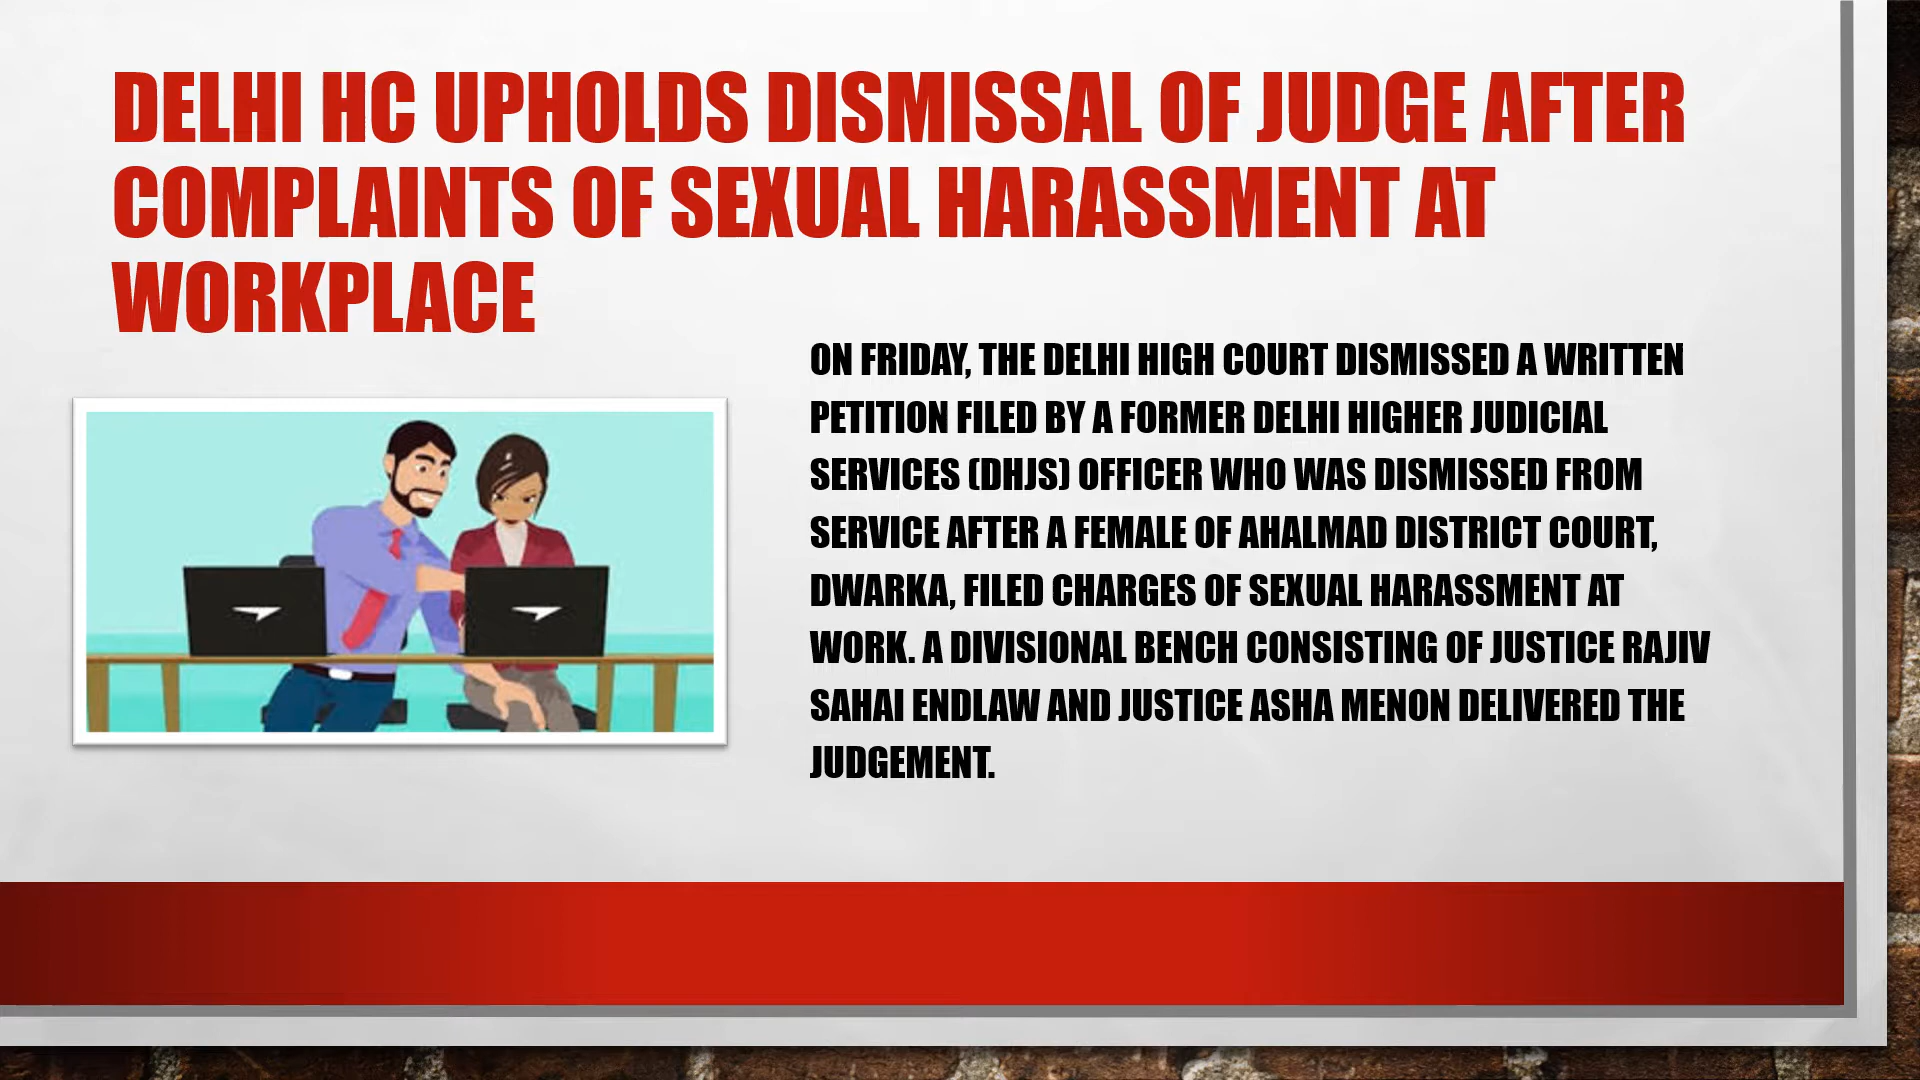 DELHI HC UPHOLDS DISMISSAL OF JUDGE AFTER
COMPLAINTS OF SEXUAL HARASSMENT AT
WORKPLACE
ON FRIDAY, THE DELHI HIGH COURT DISMISSED A WRITTEN
PETITION FILED BY A FORMER DELHI HIGHER JUDICIAL
SERVICES (DHJS) OFFICER WHO WAS DISMISSED FROM
SERVICE AFTER A FEMALE OF AHALMAD DISTRICT COURT,
DWARKA, FILED CHARGES OF SEXUAL HARASSMENT AT
WORK. A DIVISIONAL BENCH CONSISTING OF JUSTICE RAJIV
SAHAI ENDLAW AND JUSTICE ASHA MENON DELIVERED THE
JUDGEMENT.